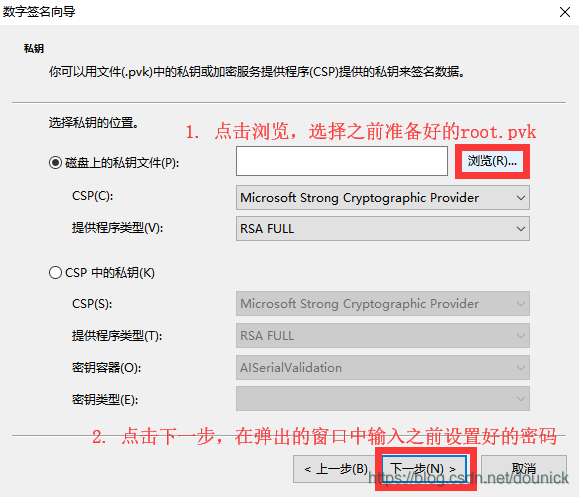 数字签名向导
私钥
你可以用文件(.pvk)中的私钥或加密服务提供程序(CSP)提供的私钥来签名数据。
选择私钥的位置。
1. 点击浏览，选择之前准备好的root.pvk
磁盘上的私钥文件(P):
浏览(R)...
CSP(C):
Microsoft Strong Cryptographic Provider
提供程序类型(V):
RSA FULL
CSP 中的私钥(K)
CSP(S):
Microsoft Strong Cryptographic Provider
提供程序类型(T):
RSA FULL
密钥容器(O):
AISerialValidation
密钥类型(E):
2. 点击下一步，在弹出的窗口中输入之前设置好的密码
< 上一步(B)
下一步(N) >
取消
https://blog.csdn.net/dounick